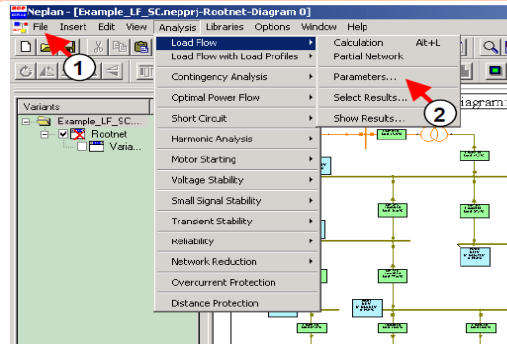 Neplan - [Example_LF_SC.nepprj-Rootnet-Diagram 0]
File Insert Edit View Analysis Libraries Options Window Help
Load Flow
Load Flow with Load Profiles
Contingency Analysis
Optimal Power Flow
Short Circuit
Harmonic Analysis
Motor Starting
Voltage Stability
Small Signal Stability
Transient Stability
Reliability
Network Reduction
Overcurrent Protection
Distance Protection
Calculation Alt+L
Partial Network
Parameters...
Select Results...
Show Results...
1
2
Variants
Example_LF_SC....
Rootnet
Varia...
iagram